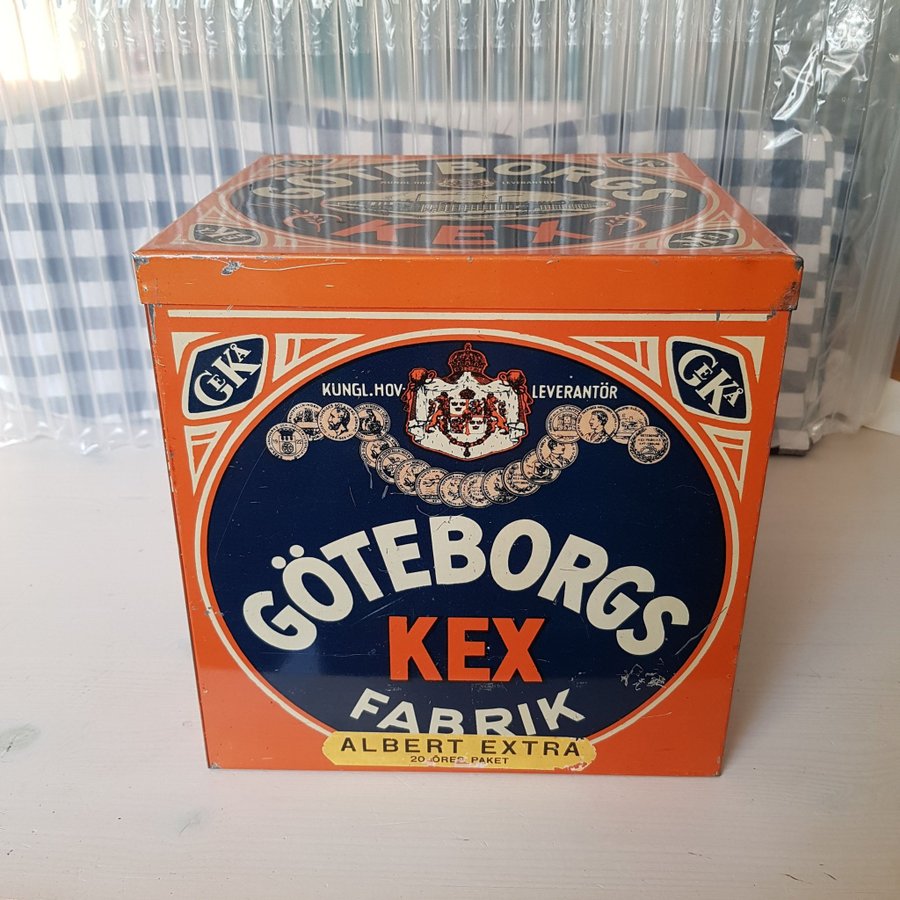 GÖTEBORGS
KUNGL. HOV. LEVERANTÖR
KEX
GEKÅ GEKÅ
KUNGL. HOV. LEVERANTÖR
GÖTEBORGS
KEX
FABRIK
ALBERT EXTRA
20-ÖRES PAKET